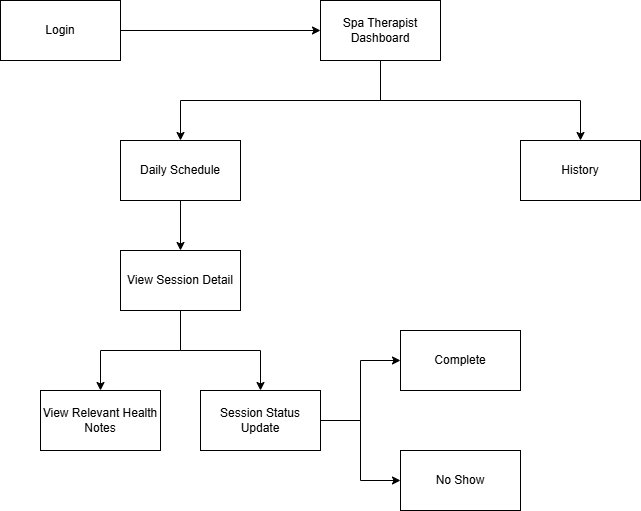 Login
Spa Therapist
Dashboard
Daily Schedule
History
View Session Detail
View Relevant Health
Notes
Session Status
Update
Complete
No Show